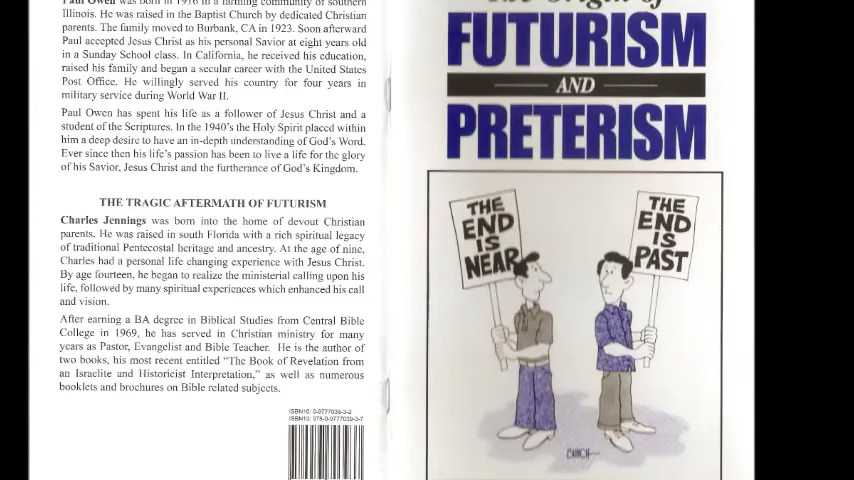 Paul Owen was born in 1916 in a farming community of southern
Illinois. He was raised in the Baptist Church by dedicated Christian
parents. The family moved to Burbank, CA in 1923. Soon afterward
Paul accepted Jesus Christ as his personal Savior at eight years old
in a Sunday School class. In California, he received his education,
raised his family and began a secular career with the United States
Post Office. He willingly served his country for four years in
military service during World War II.
Paul Owen has spent his life as a follower of Jesus Christ and a
student of the Scriptures. In the 1940's the Holy Spirit placed within
him a deep desire to have an in-depth understanding of God's Word.
Ever since then his life's passion has been to live a life for the glory
of his Savior, Jesus Christ and the furtherance of God's Kingdom.
THE TRAGIC AFTERMATH OF FUTURISM
Charles Jennings was born into the home of devout Christian
parents. He was raised in south Florida with a rich spiritual legacy
of traditional Pentecostal heritage and ancestry. At the age of nine,
Charles had a personal life changing experience with Jesus Christ.
By age fourteen, he began to realize the ministerial calling upon his
life, followed by many spiritual experiences which enhanced his call
and vision.
After earning a BA degree in Biblical Studies from Central Bible
College in 1969, he has served in Christian ministry for many
years as Pastor, Evangelist and Bible Teacher. He is the author of
two books, his most recent entitled “The Book of Revelation from
an Israelite and Historicist Interpretation,” as well as numerous
booklets and brochures on Bible related subjects.
ISBN10: 0-9777039-3-2
ISBN13: 978-0-9777039-3-7
The Origin of
FUTURISM
AND
PRETERISM
THE
END
IS
NEAR
THE
END
IS
PAST